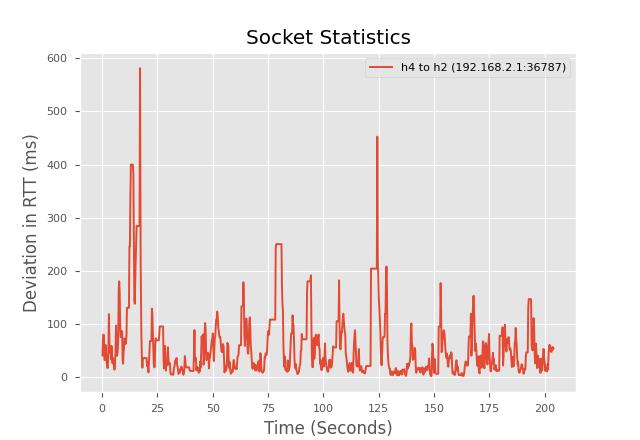 Socket Statistics
h4 to h2 (192.168.2.1:36787)
Deviation in RTT (ms)
600
500
400
300
200
100
0
0 25 50 75 100 125 150 175 200
Time (Seconds)